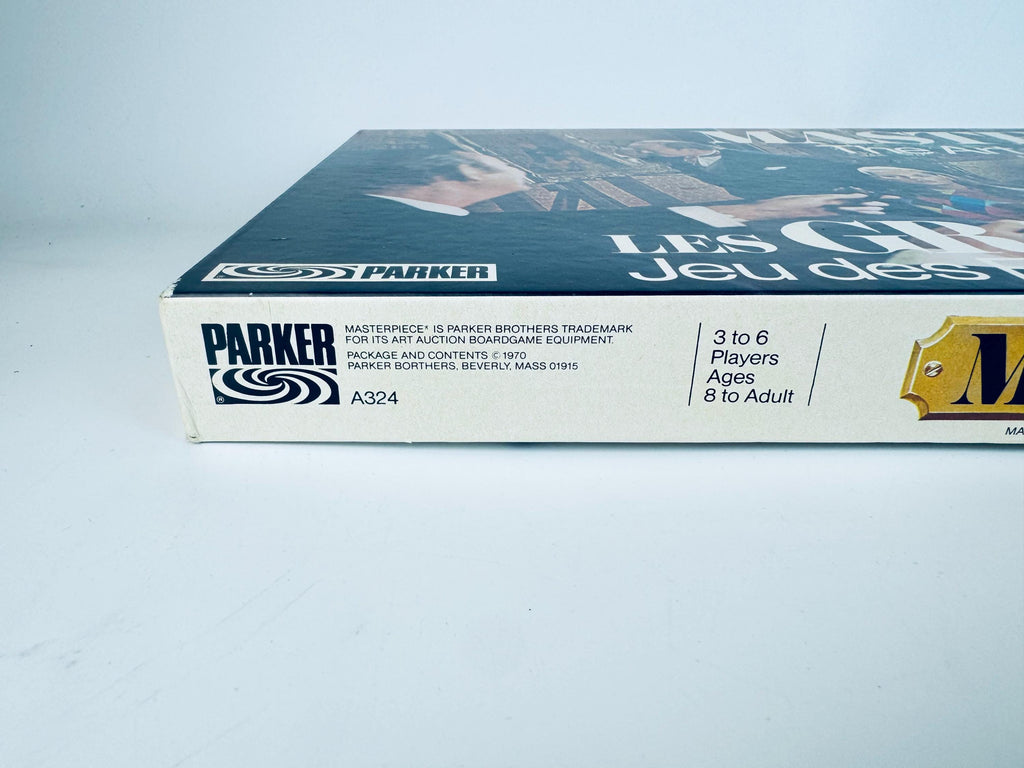 The
LES
Jeu des
PARKER
PARKER
MASTERPIECE* IS PARKER BROTHERS TRADEMARK
FOR ITS ART AUCTION BOARDGAME EQUIPMENT.
PACKAGE AND CONTENTS © 1970
PARKER BORTHERS, BEVERLY, MASS 01915
A324
®
3 to 6
Players
Ages
8 to Adult
M